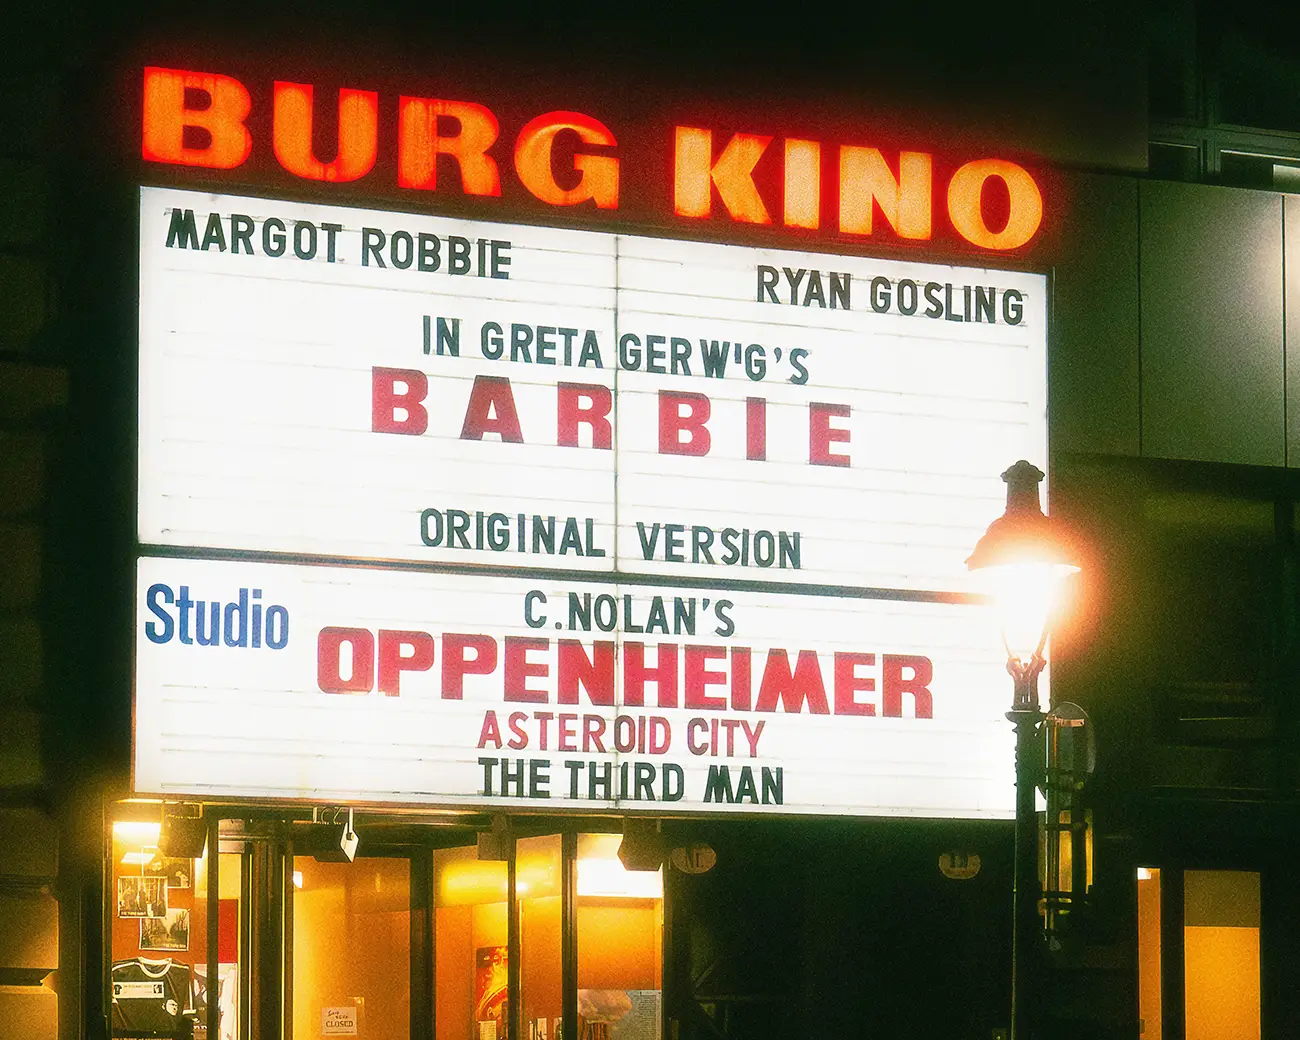 BURG KINO
MARGOT ROBBIE
RYAN GOSLING
IN GRETA GERWIG'S
BARBIE
ORIGINAL VERSION
Studio
C.NOLAN'S
OPPENHEIMER
ASTEROID CITY
THE THIRD MAN
CLOSED